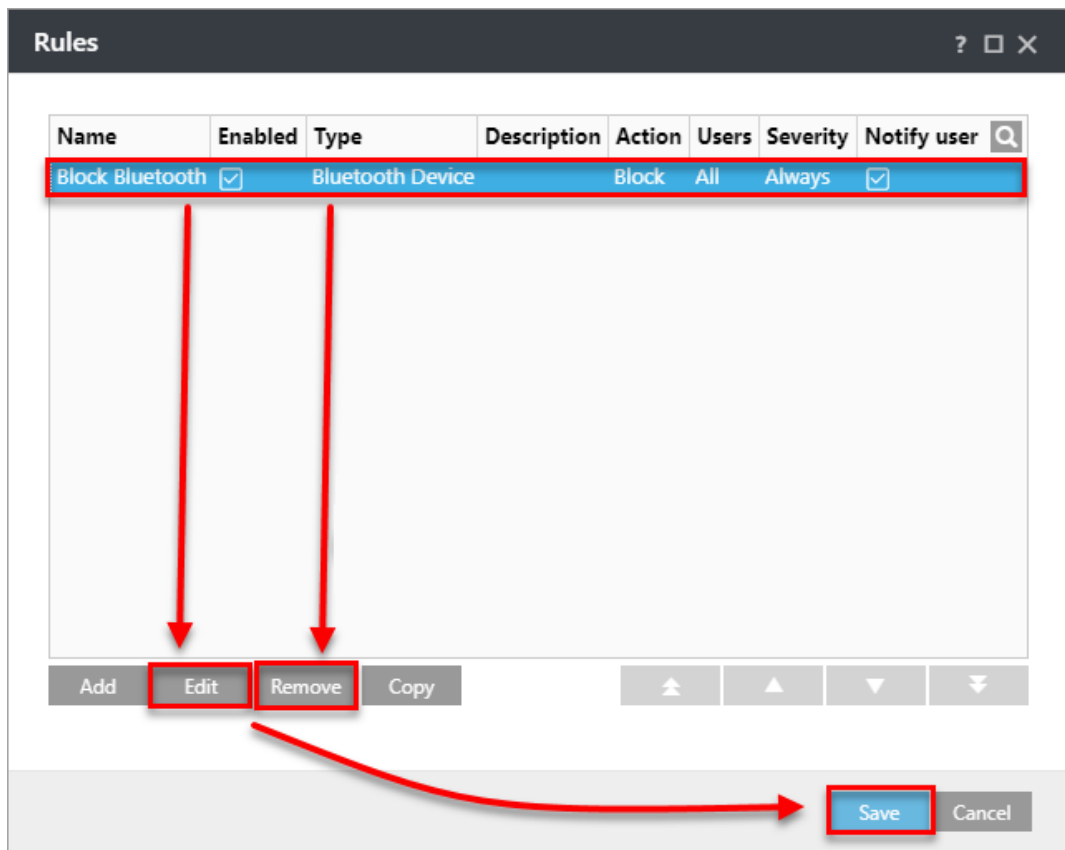 Rules ?
Name Enabled Type Description Action Users Severity Notify user
Block Bluetooth Bluetooth Device Block All Always
Add Edit Remove Copy
Save Cancel